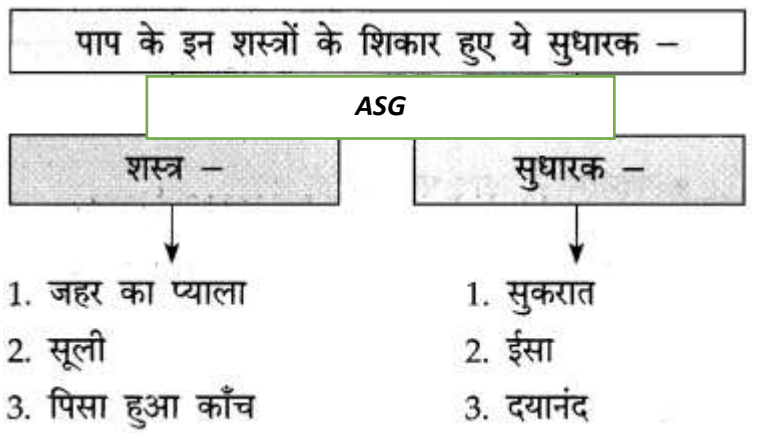 पाप के इन शस्त्रों के शिकार हुए ये सुधारक –
ASG
शस्त्र –
सुधारक –
1. जहर का प्याला
1. सुकरात
2. सूली
2. ईसा
3. पिसा हुआ काँच
3. दयानंद